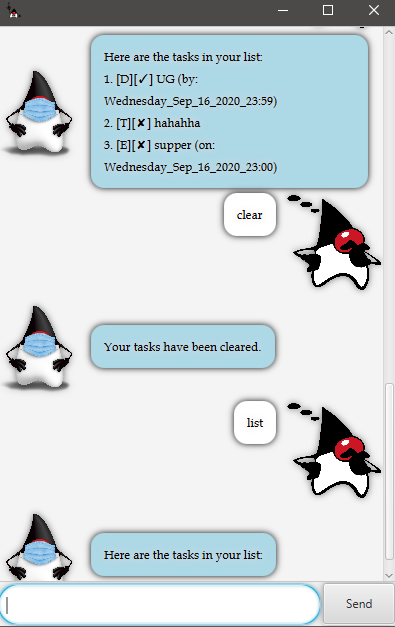 Here are the tasks in your list:
1. [D][✓] UG (by:
Wednesday_Sep_16_2020_23:59)
2. [T][✘] hahahha
3. [E][✘] supper (on:
Wednesday_Sep_16_2020_23:00)
clear
Your tasks have been cleared.
list
Here are the tasks in your list:
Send